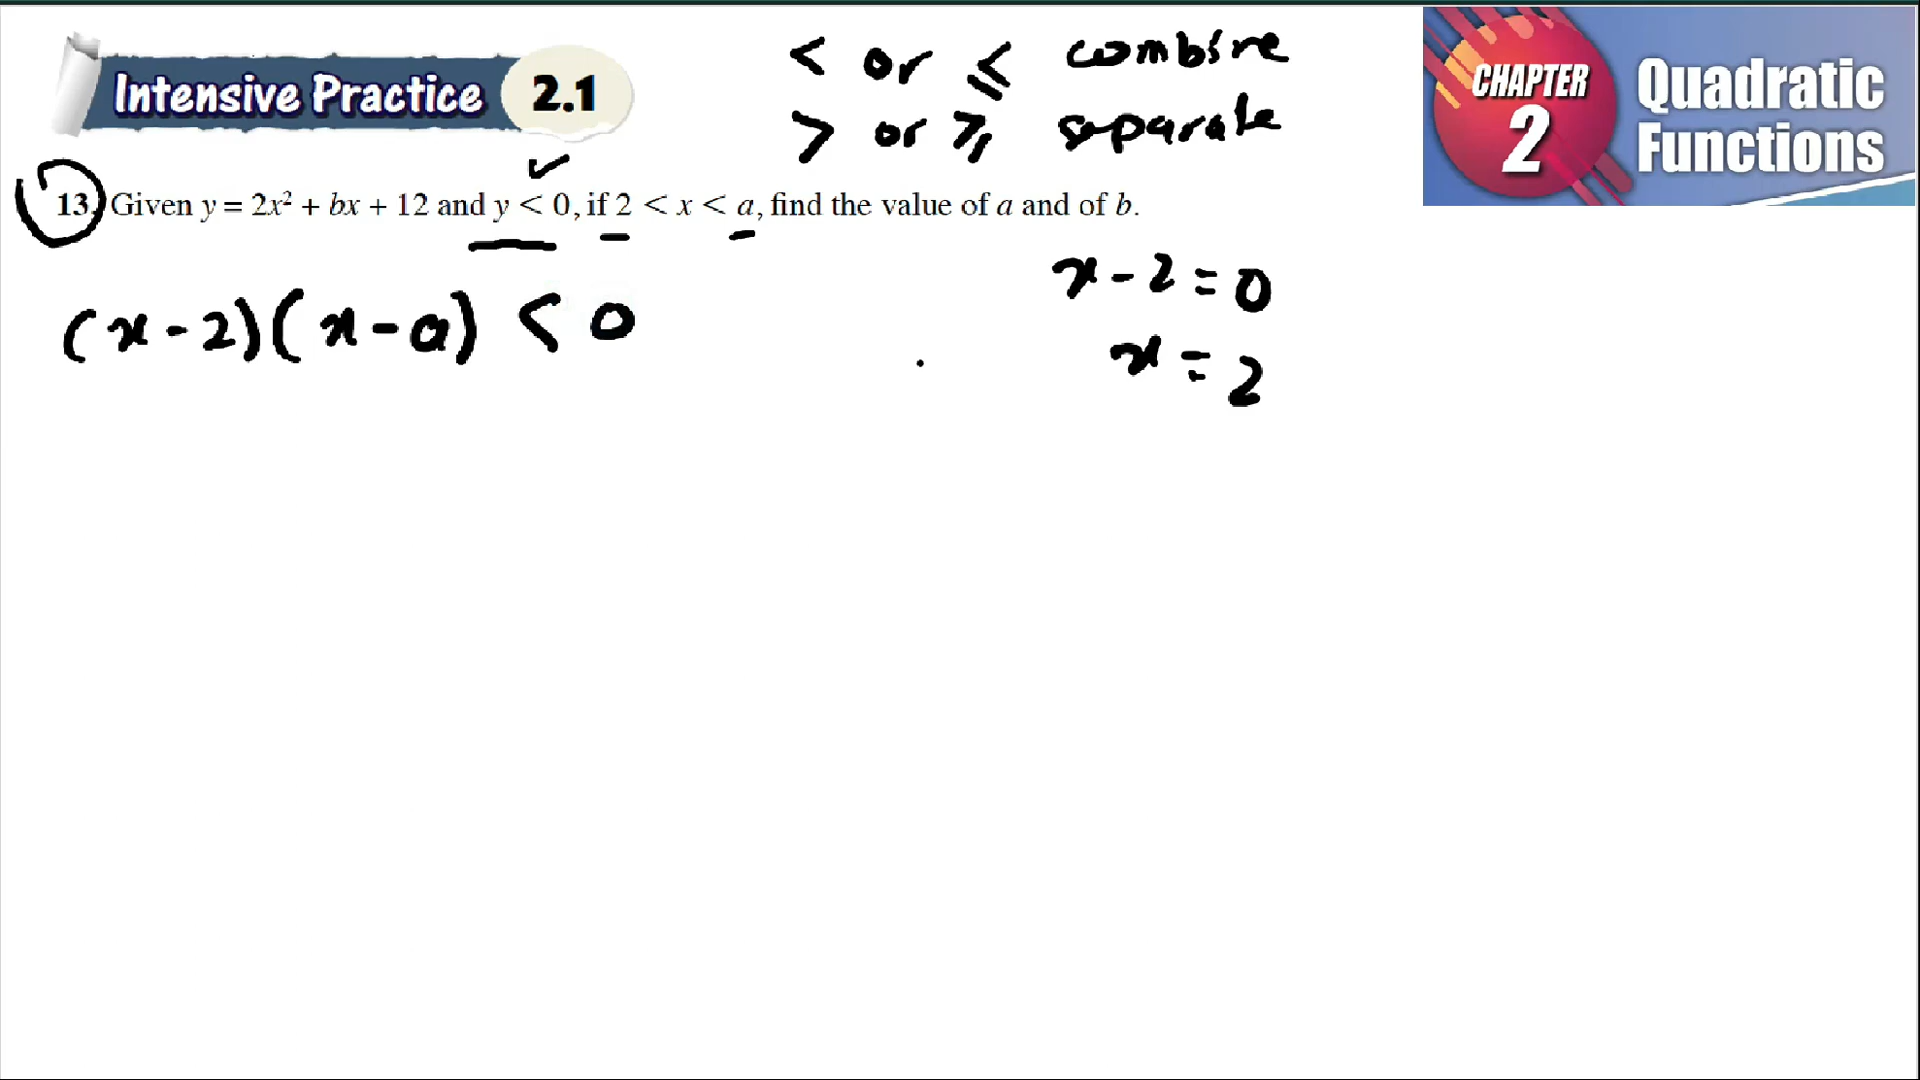 Intensive Practice 2.1
< or ≤ combine
> or ≥ separate
CHAPTER 2
Quadratic Functions
13. Given y = 2x² + bx + 12 and y < 0, if 2 < x < a, find the value of a and of b.
(x-2)(x-a) < 0
x-2=0
x=2